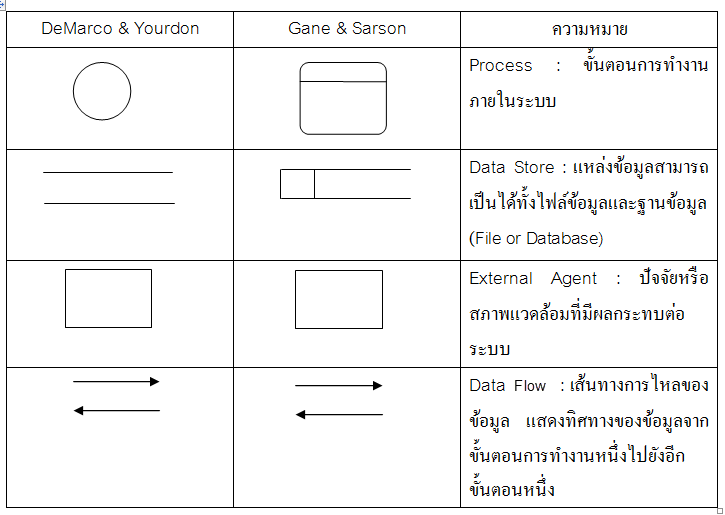 DeMarco & Yourdon Gane & Sarson ความหมาย
Process : ขั้นตอนการทำงาน
ภายในระบบ
Data Store : แหล่งข้อมูลสามารถ
เป็นได้ทั้งไฟล์ข้อมูลและฐานข้อมูล
(File or Database)
External Agent : ปัจจัยหรือ
สภาพแวดล้อมที่มีผลกระทบต่อ
ระบบ
Data Flow : เส้นทางการไหลของ
ข้อมูล แสดงทิศทางของข้อมูลจาก
ขั้นตอนการทำงานหนึ่งไปยังอีก
ขั้นตอนหนึ่ง